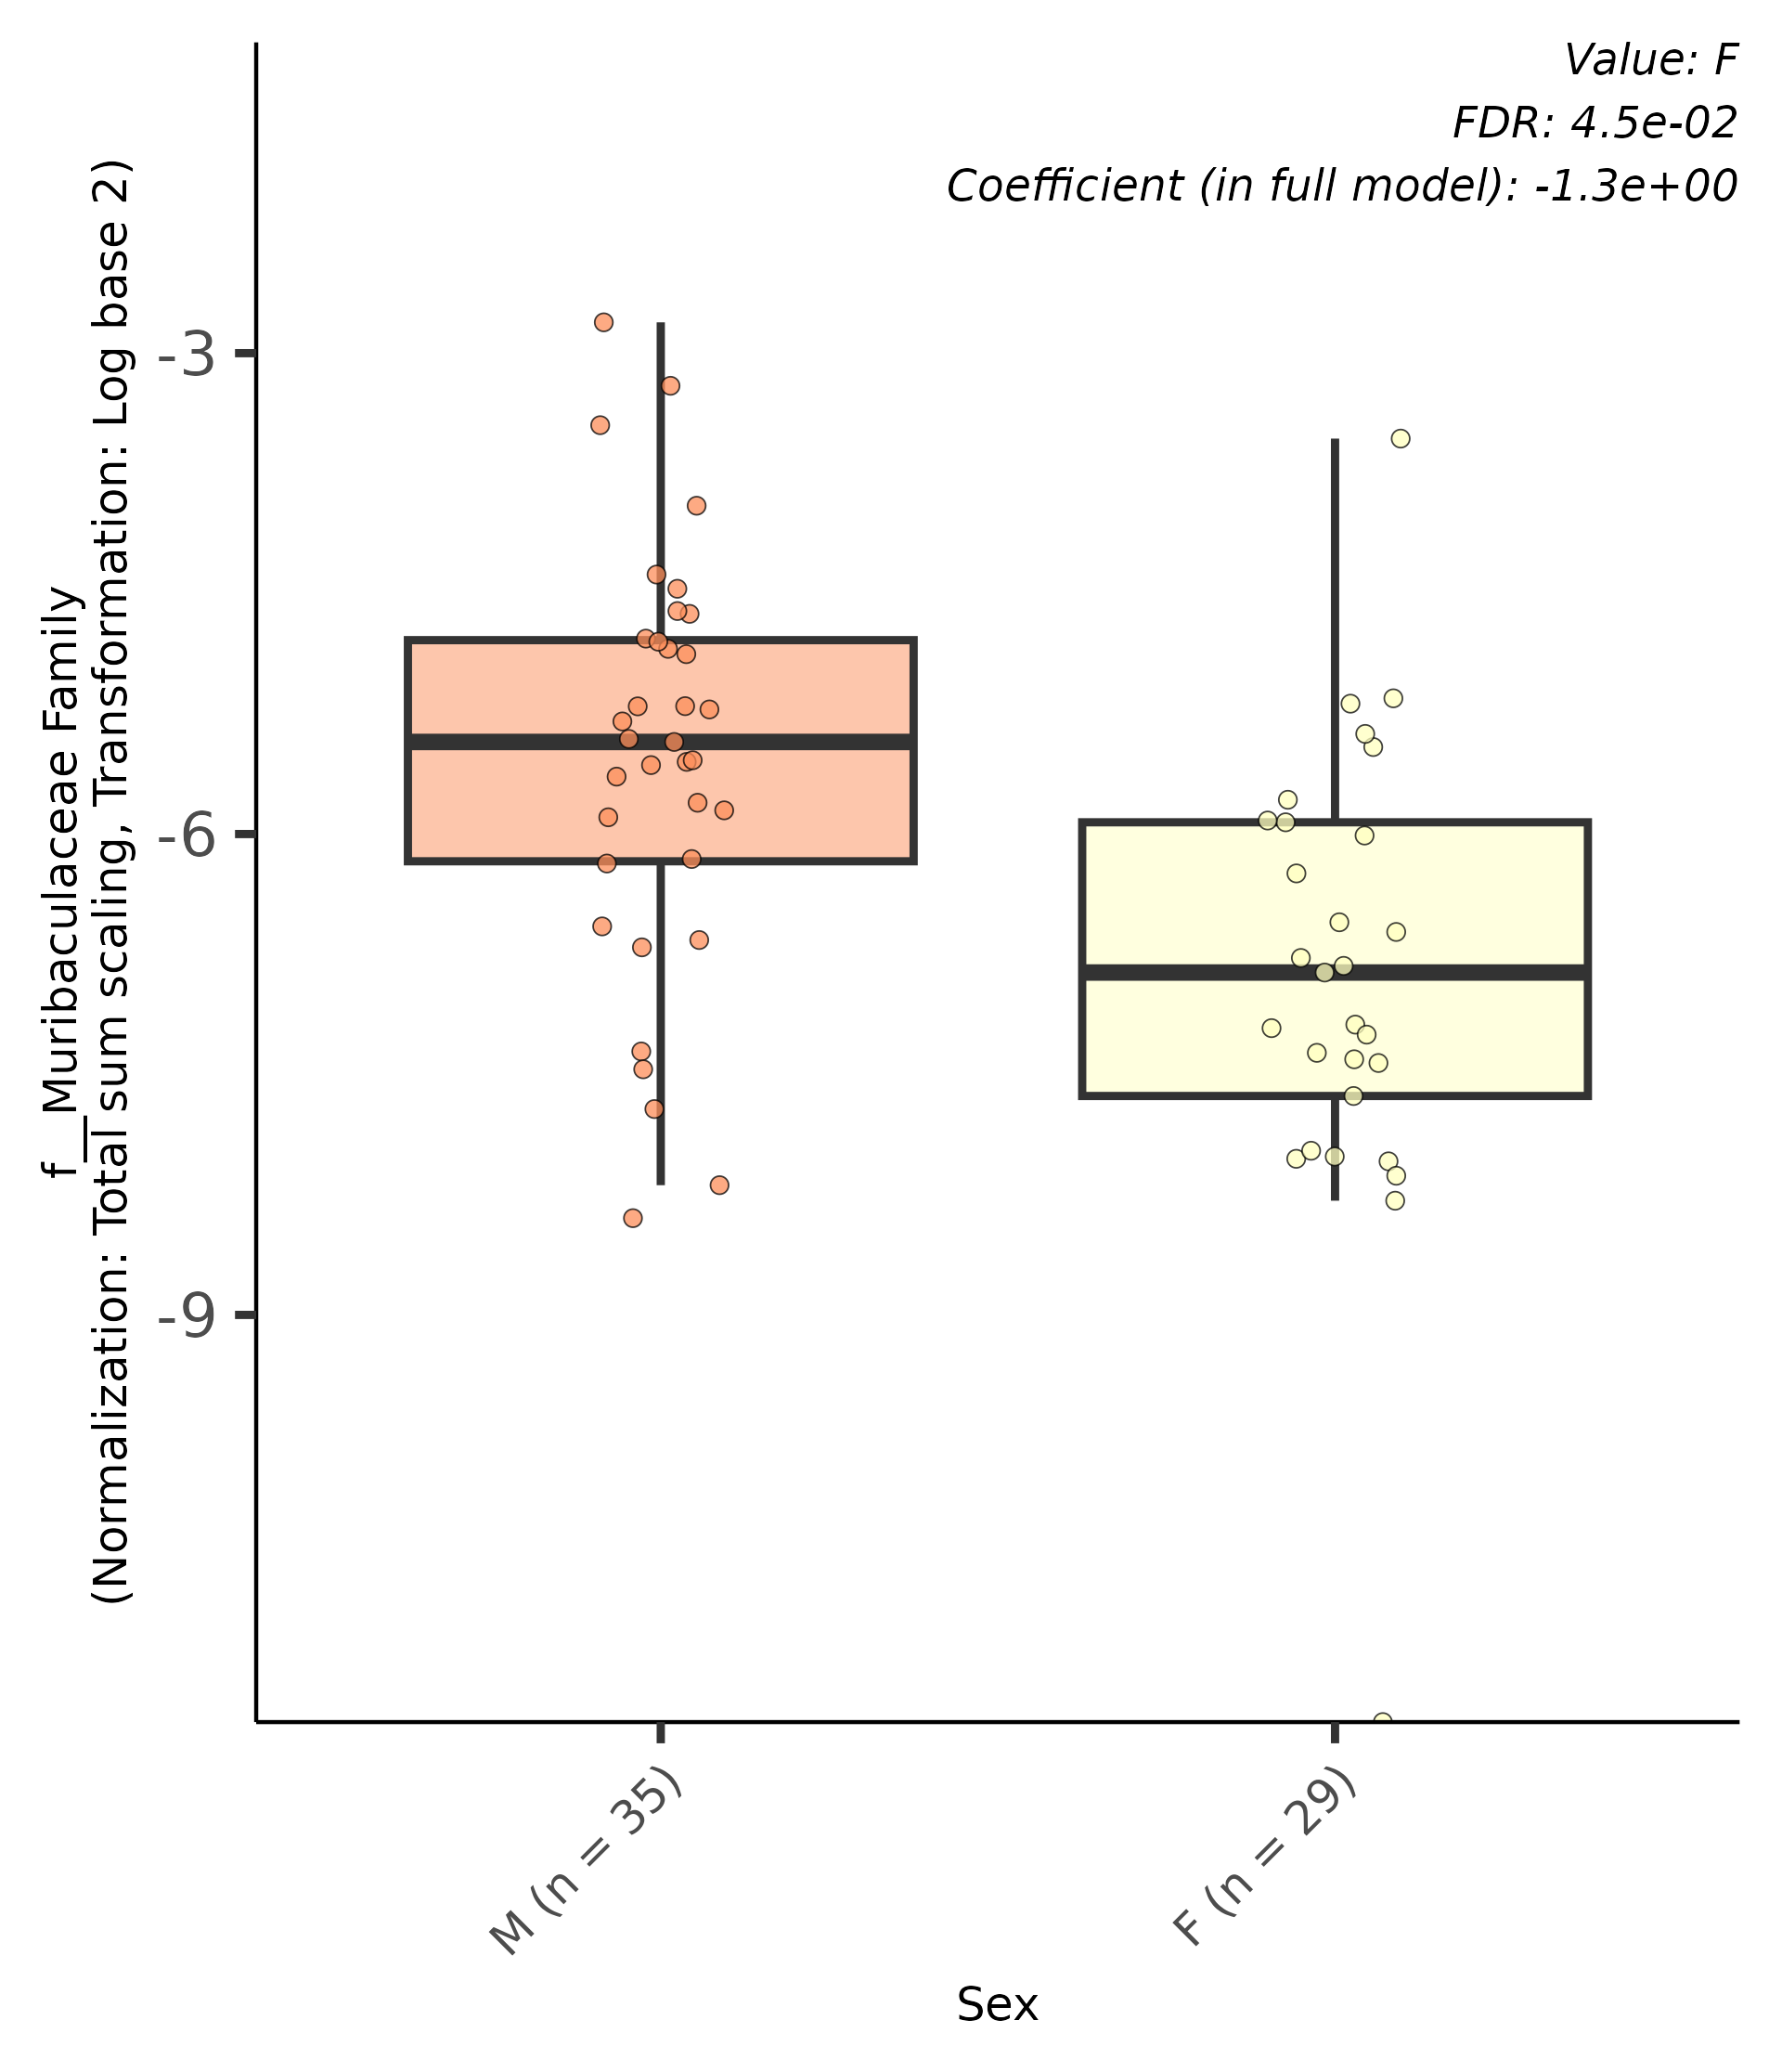 Value: F
FDR: 4.5e-02
Coefficient (in full model): -1.3e+00
f__Muribaculaceae Family
(Normalization: Total sum scaling, Transformation: Log base 2)
-3
-6
-9
M (n = 35)
F (n = 29)
Sex